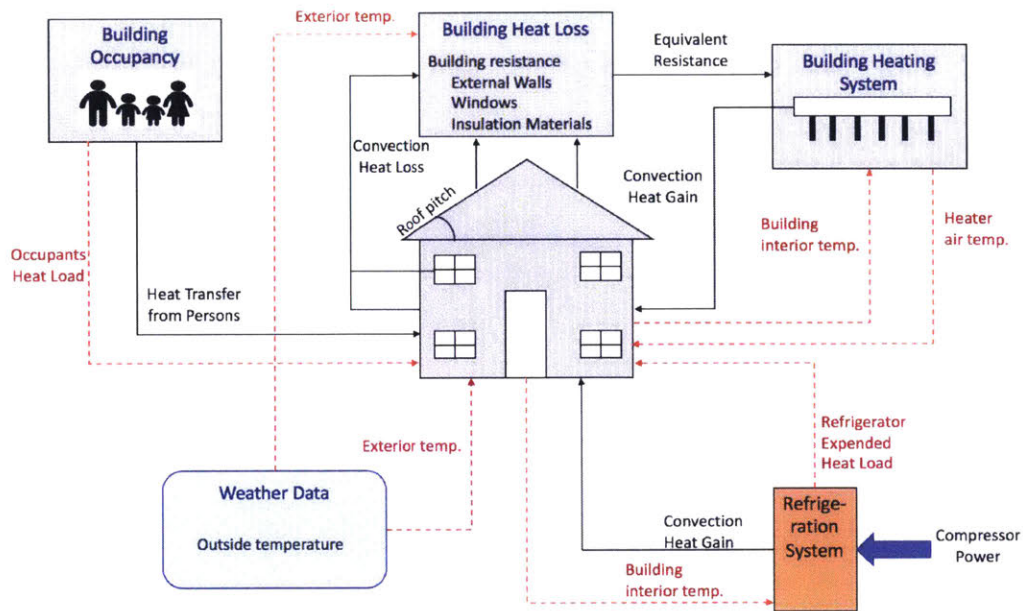 Building
Occupancy
Exterior temp.
Building Heat Loss
Building resistance
External Walls
Windows
Insulation Materials
Equivalent
Resistance
Building Heating
System
Convection
Heat Loss
Convection
Heat Gain
Roof pitch
Building
interior temp.
Heater
air temp.
Occupants
Heat Load
Heat Transfer
from Persons
Exterior temp.
Refrigerator
Expended
Heat Load
Weather Data
Outside temperature
Convection
Heat Gain
Building
interior temp.
Refrige-
ration
System
Compressor
Power